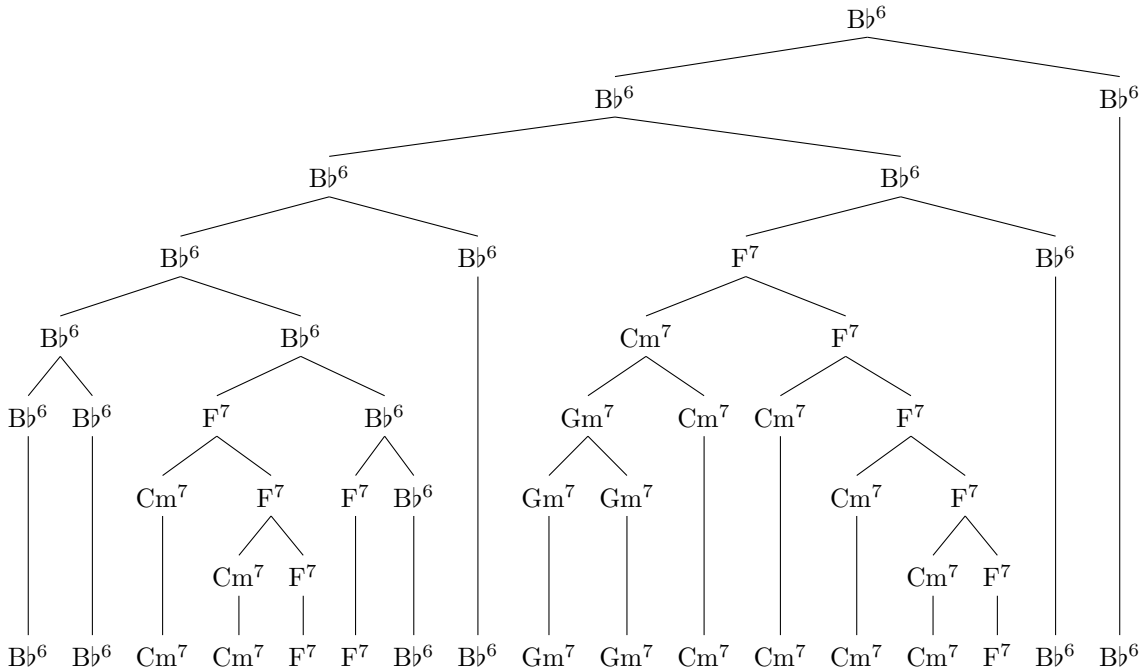 B♭⁶
B♭⁶ B♭⁶
B♭⁶ B♭⁶
B♭⁶ B♭⁶ F⁷ B♭⁶
B♭⁶ B♭⁶ Cm⁷ F⁷
B♭⁶ B♭⁶ F⁷ B♭⁶ Gm⁷ Cm⁷ Cm⁷ F⁷
Cm⁷ F⁷ F⁷ B♭⁶ Gm⁷ Gm⁷ Cm⁷ F⁷
Cm⁷ F⁷ Cm⁷ F⁷
B♭⁶ B♭⁶ Cm⁷ Cm⁷ F⁷ F⁷ B♭⁶ B♭⁶ Gm⁷ Gm⁷ Cm⁷ Cm⁷ Cm⁷ Cm⁷ F⁷ B♭⁶ B♭⁶